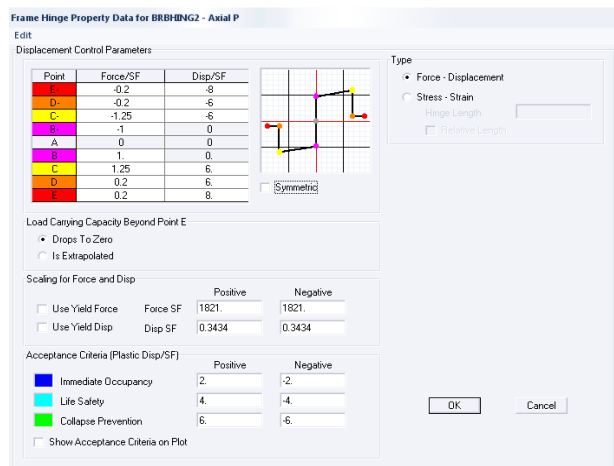 Frame Hinge Property Data for BRBHING2 - Axial P
Edit
Displacement Control Parameters
Point Force/SF Disp/SF
E- -0.2 -8
D- -0.2 -6
C- -1.25 -6
B- -1 0
A 0 0
B 1. 0.
C 1.25 6.
D 0.2 6.
E 0.2 8.
Symmetric
Type
Force - Displacement
Stress - Strain
Hinge Length
Relative Length
Load Carrying Capacity Beyond Point E
Drops To Zero
Is Extrapolated
Scaling for Force and Disp
Positive Negative
Use Yield Force Force SF 1821. 1821.
Use Yield Disp Disp SF 0.3434 0.3434
Acceptance Criteria (Plastic Disp/SF)
Positive Negative
Immediate Occupancy 2. -2.
Life Safety 4. -4.
Collapse Prevention 6. -6.
Show Acceptance Criteria on Plot
OK Cancel